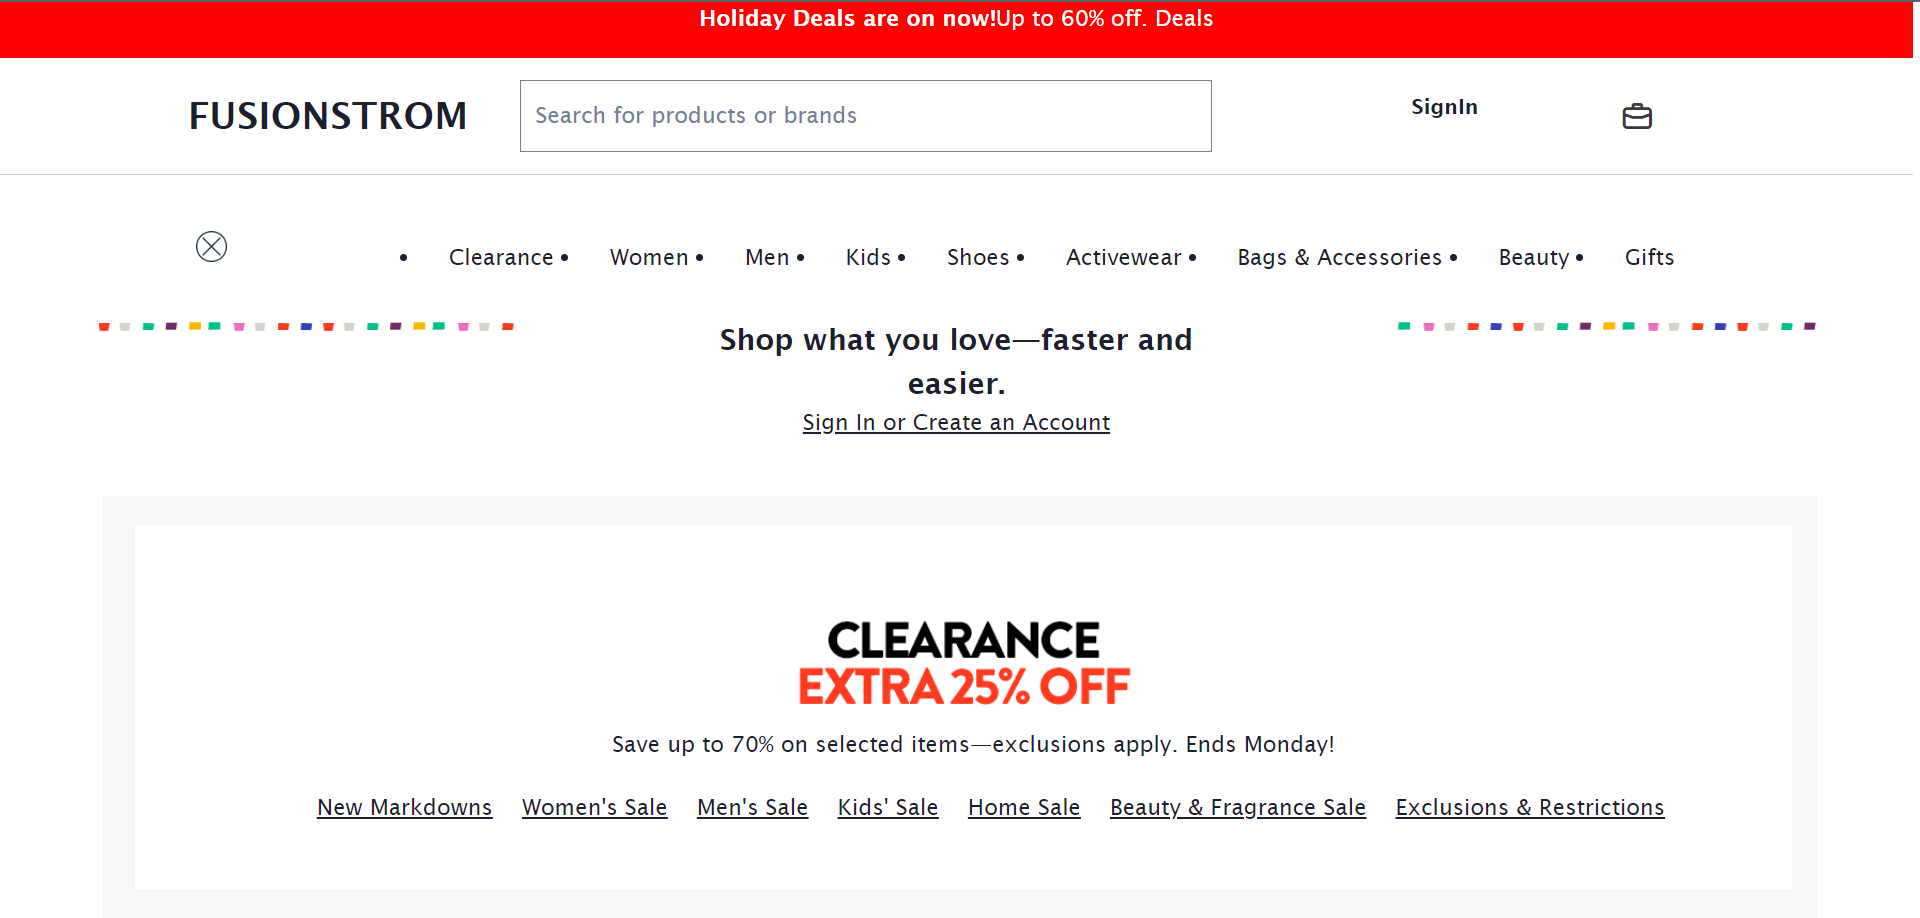 Holiday Deals are on now!Up to 60% off. Deals
FUSIONSTROM
Search for products or brands
SignIn
• Clearance • Women • Men • Kids • Shoes • Activewear • Bags & Accessories • Beauty • Gifts
Shop what you love—faster and
easier.
Sign In or Create an Account
CLEARANCE
EXTRA 25% OFF
Save up to 70% on selected items—exclusions apply. Ends Monday!
New Markdowns Women's Sale Men's Sale Kids' Sale Home Sale Beauty & Fragrance Sale Exclusions & Restrictions